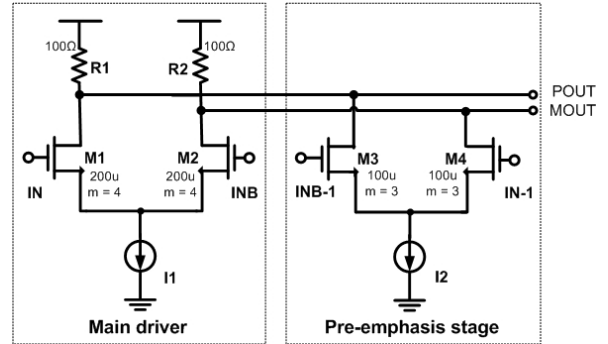 100Ω
R1
100Ω
R2
POUT
MOUT
IN
M1
200u
m = 4
M2
200u
m = 4
INB
INB-1
M3
100u
m = 3
M4
100u
m = 3
IN-1
I1
I2
Main driver
Pre-emphasis stage